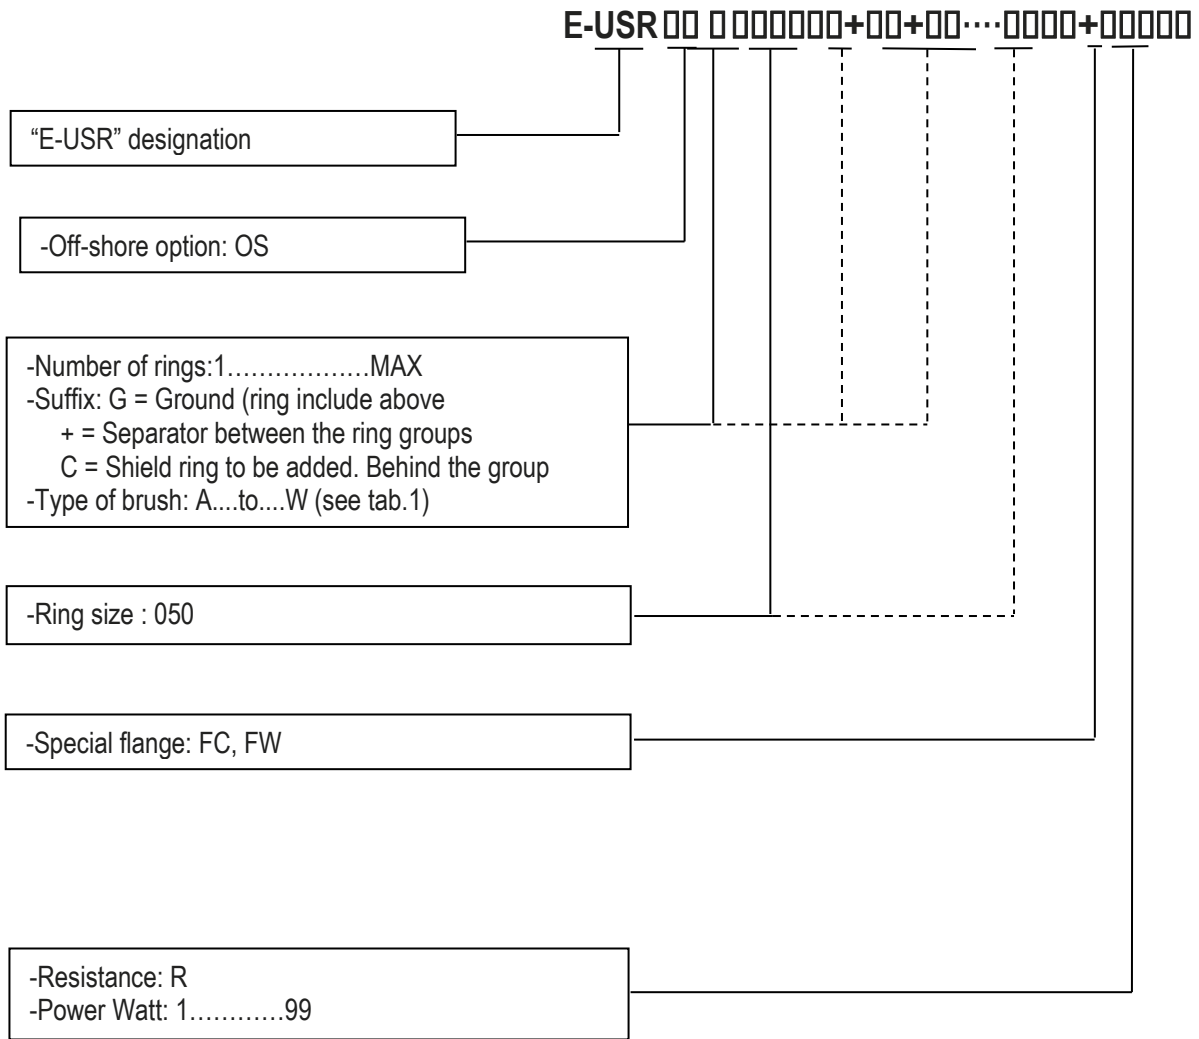 E-USR▯▯ ▯ ▯▯▯▯▯▯▯+▯▯+▯▯····▯▯▯▯+▯▯▯▯▯
“E-USR” designation
-Off-shore option: OS
-Number of rings:1………………MAX
-Suffix: G = Ground (ring include above
+ = Separator between the ring groups
C = Shield ring to be added. Behind the group
-Type of brush: A....to....W (see tab.1)
-Ring size : 050
-Special flange: FC, FW
-Resistance: R
-Power Watt: 1…………99